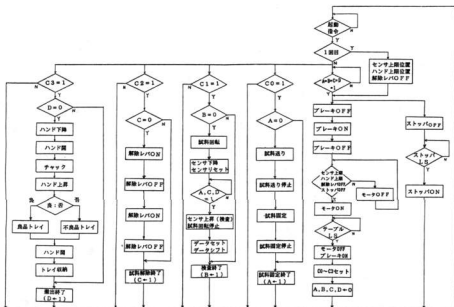 起動
指令
Y
1回目
Y
センサ上限位置
ハンド上限位置
解除レバOFF
A=B=C=D
=1
Y
C3=1
C2=1
C1=1
C0=1
N
Y
D=0
C=0
B=0
A=0
ハンド下降
ハンド開
チャック
ハンド上昇
良:否
良
否
良品トレイ
不良品トレイ
ハンド開
トレイ収納
搬出終了
(D←1)
解除レバON
解除レバOFF
解除レバON
解除レバOFF
試料解除終了
(C←1)
試料回転
センサ下降
センサリセット
A,C,D
=1
センサ上昇(検査)
試料回転停止
データセット
データシフト
検査終了
(B←1)
試料送り
試料送り停止
試料固定
試料固定停止
試料固定終了
(A←1)
ブレーキOFF
ブレーキON
ブレーキOFF
センサ上限
ハンド上限
解除レバOFF
ストッパOFF
モータOFF
モータON
テーブル
LS
モータOFF
ブレーキON
C0~C3セット
A,B,C,D←0
ストッパOFF
ストッパ
LS
ストッパON